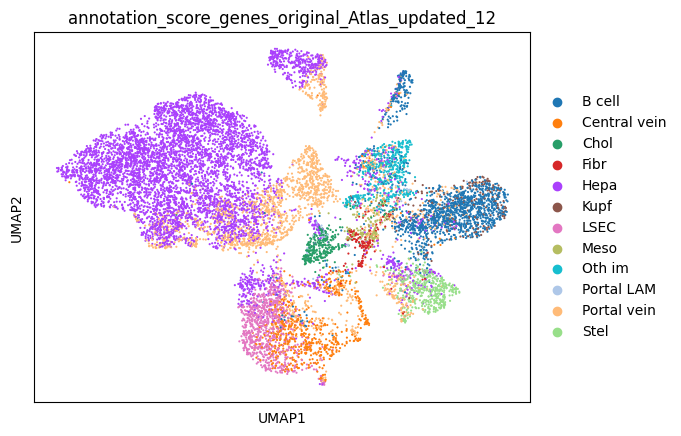 annotation_score_genes_original_Atlas_updated_12
UMAP2
UMAP1
B cell
Central vein
Chol
Fibr
Hepa
Kupf
LSEC
Meso
Oth im
Portal LAM
Portal vein
Stel